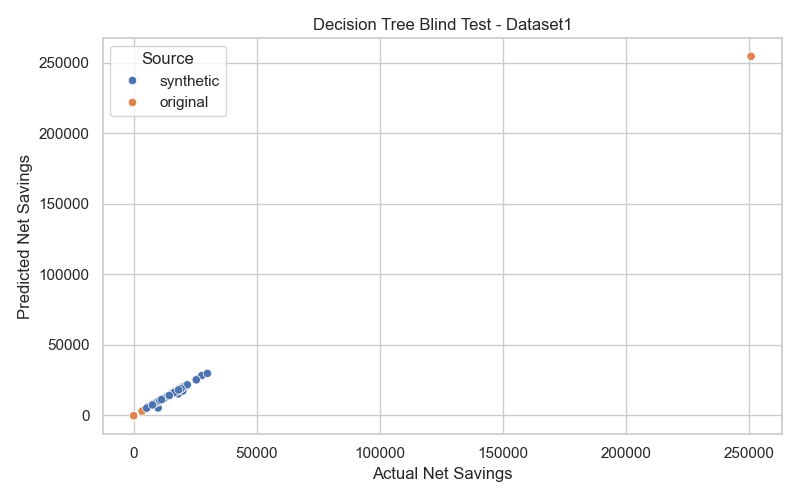 Decision Tree Blind Test - Dataset1
Source
synthetic
original
250000
200000
150000
100000
50000
0
Predicted Net Savings
0 50000 100000 150000 200000 250000
Actual Net Savings